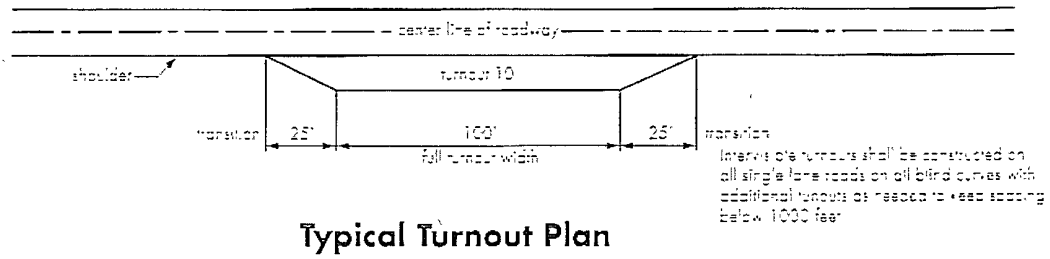 center line of roadway
shoulder
turnout 10
transition 25' 100' 25' transition
full turnout width
Intervisible turnouts shall be constructed on
all single lane roads on all blind curves with
additional turnouts as needed to keep spacing
below 1000 feet
Typical Turnout Plan